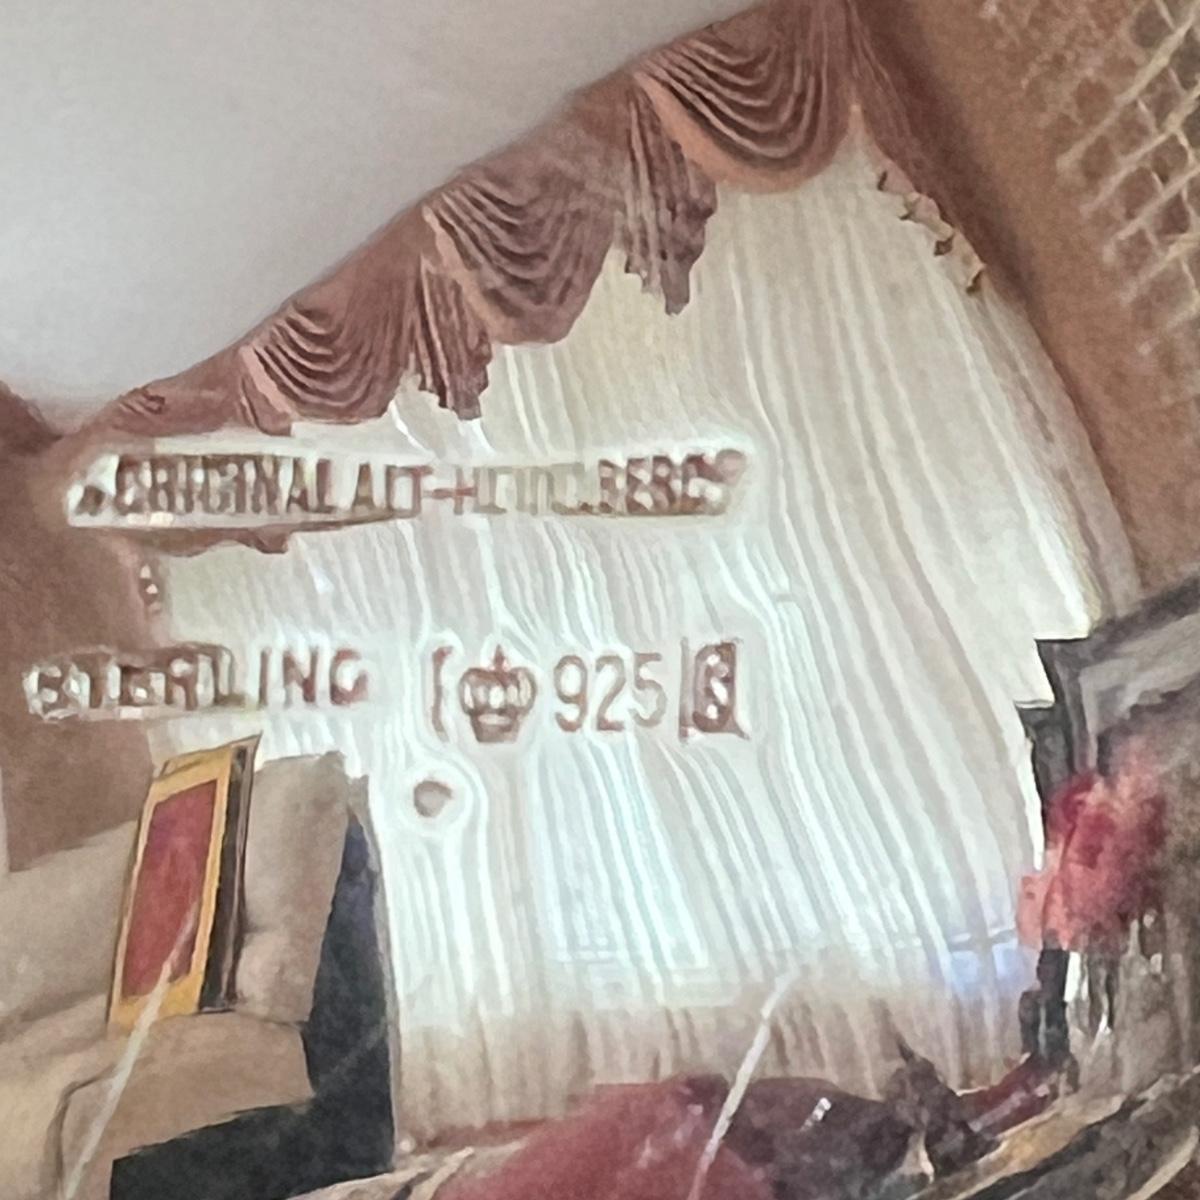 "ORIGINAL ALT-HEIDELBERG"
STERLING 925